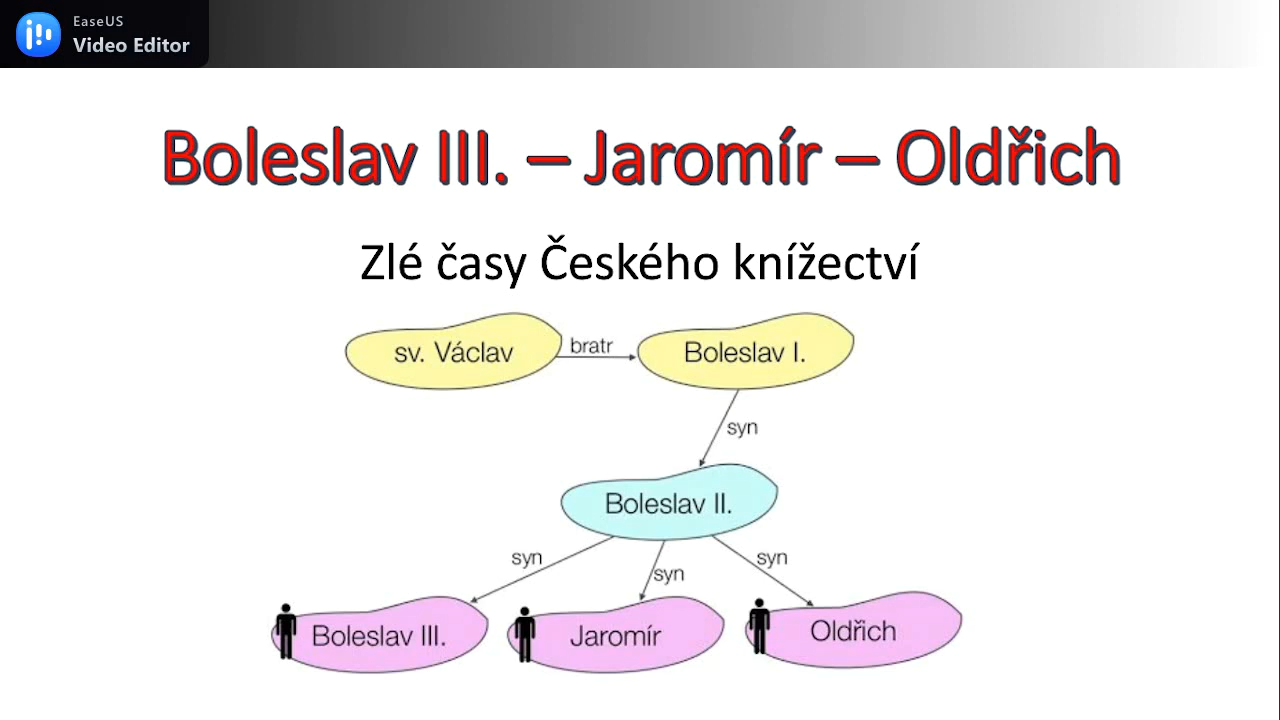 EaseUS
Video Editor
Boleslav III. – Jaromír – Oldřich
Zlé časy Českého knížectví
sv. Václav
bratr
Boleslav I.
syn
Boleslav II.
syn
syn
syn
Boleslav III.
Jaromír
Oldřich